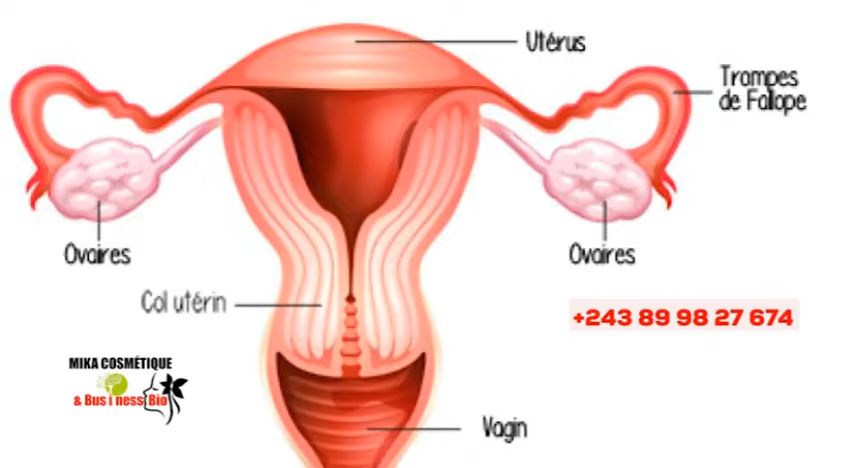 Utérus
Trompes
de Fallope
Ovaires
Ovaires
Col utérin
+243 89 98 27 674
MIKA COSMÉTIQUE
& Business Bio
Vagin